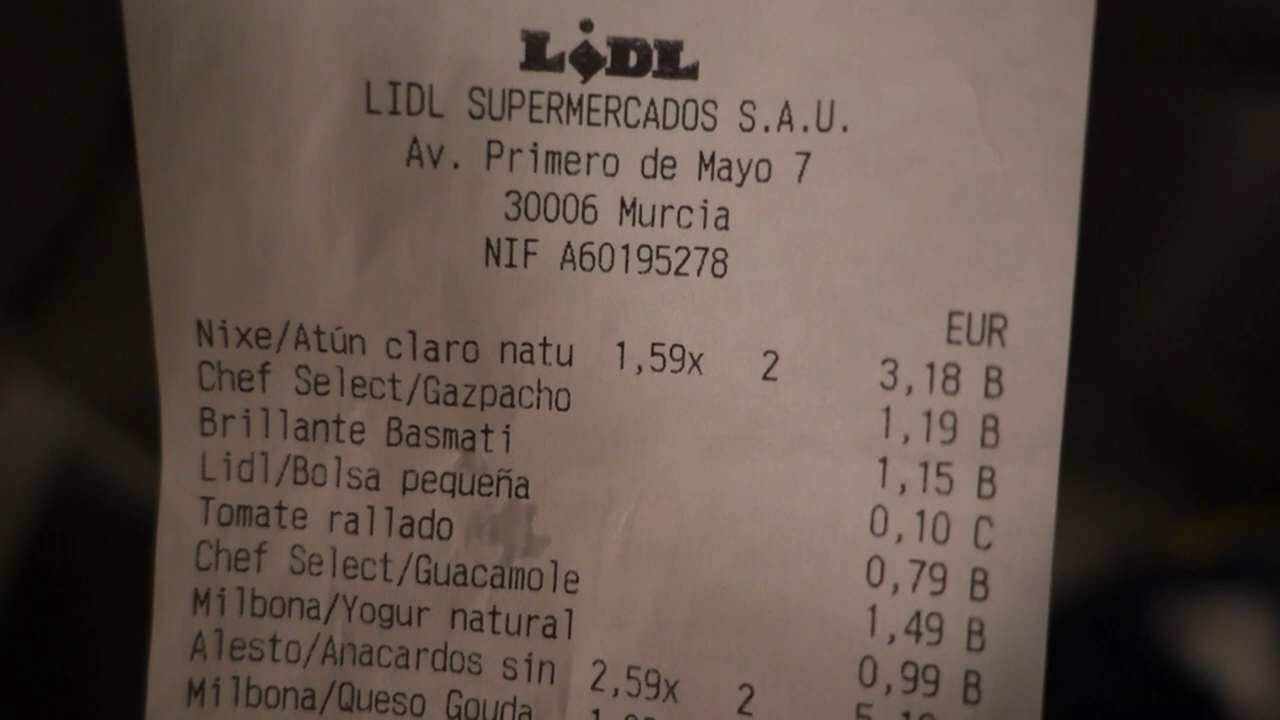 LIDL
LIDL SUPERMERCADOS S.A.U.
Av. Primero de Mayo 7
30006 Murcia
NIF A60195278
EUR
Nixe/Atún claro natu 1,59x 2 3,18 B
Chef Select/Gazpacho 1,19 B
Brillante Basmati 1,15 B
Lidl/Bolsa pequeña 0,10 C
Tomate rallado 0,79 B
Chef Select/Guacamole 1,49 B
Milbona/Yogur natural 0,99 B
Alesto/Anacardos sin 2,59x 2
Milbona/Queso Gouda